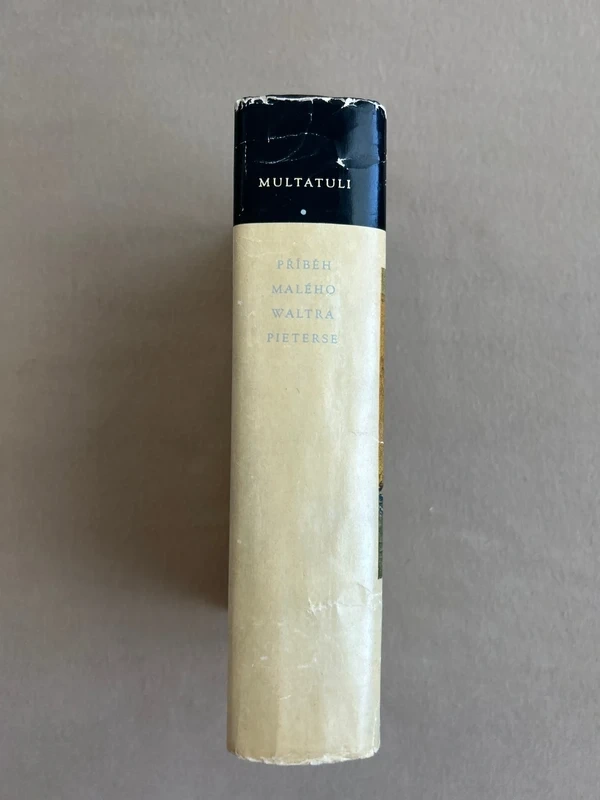 MULTATULI
PŘÍBĚH
MALÉHO
WALTRA
PIETERSE